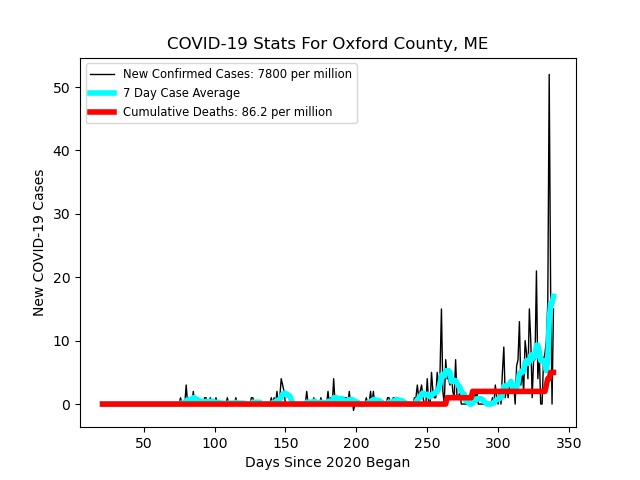 COVID-19 Stats For Oxford County, ME
New Confirmed Cases: 7800 per million
7 Day Case Average
Cumulative Deaths: 86.2 per million
New COVID-19 Cases
50
40
30
20
10
0
50 100 150 200 250 300 350
Days Since 2020 Began